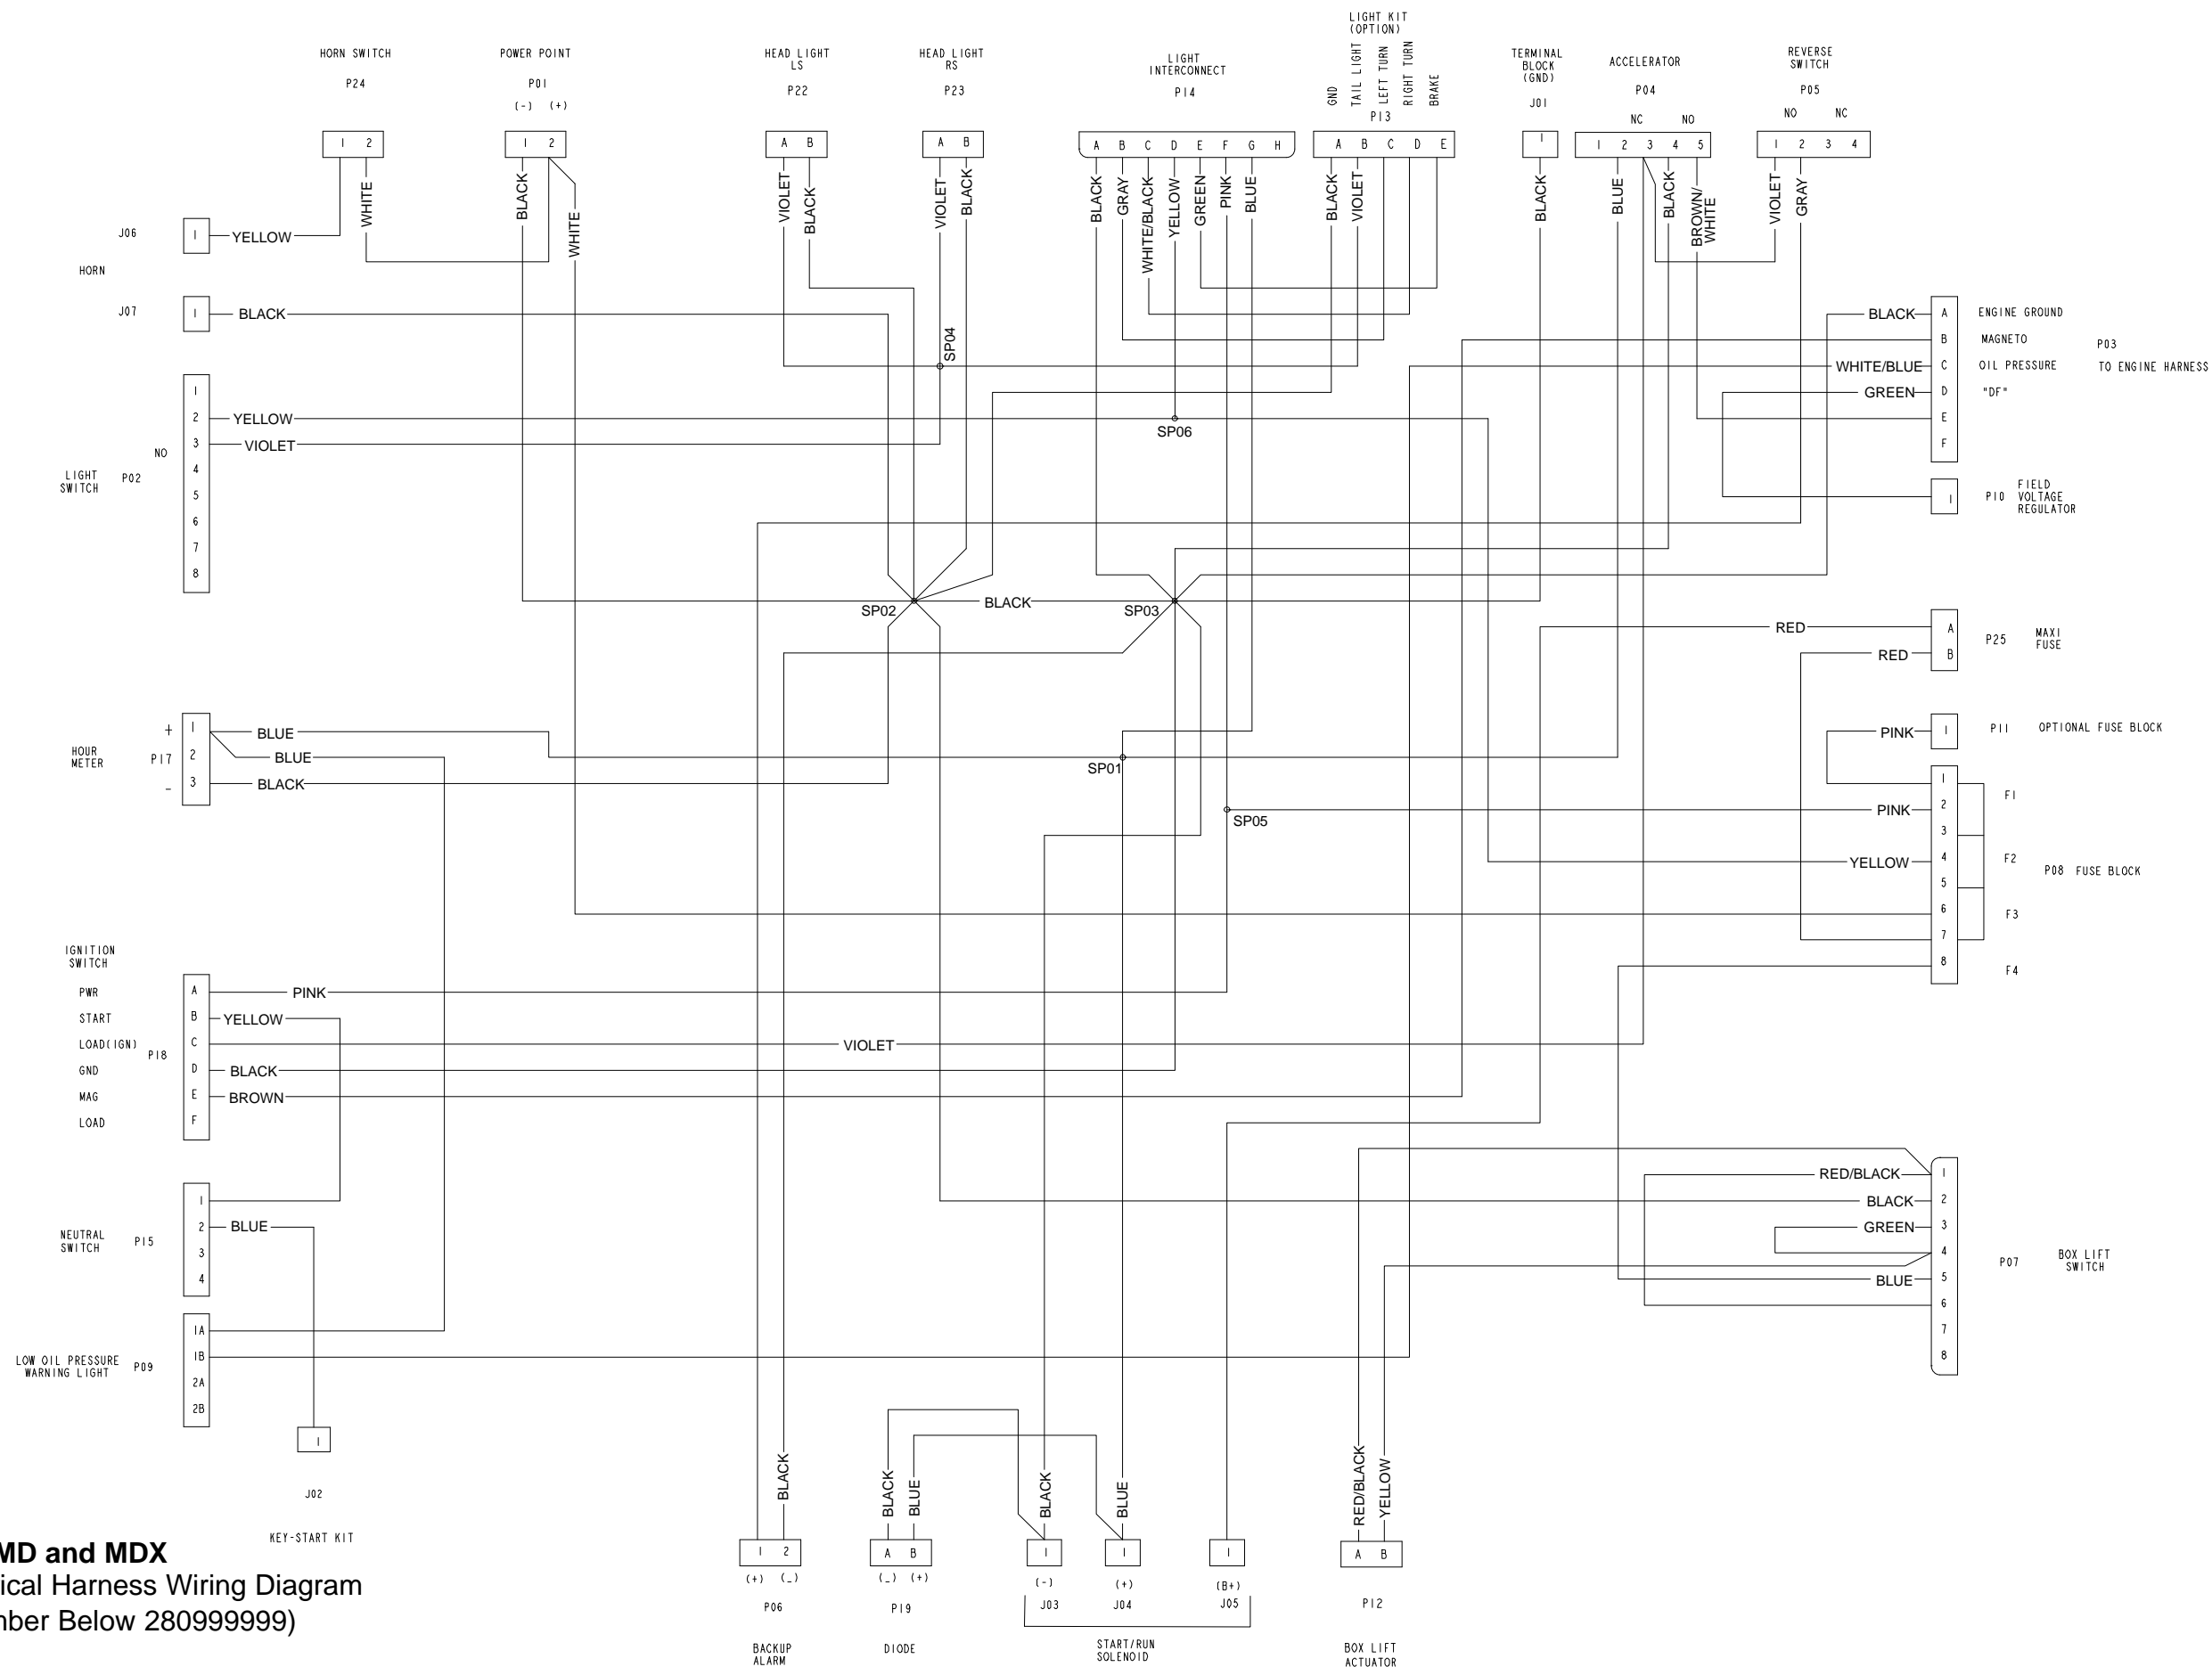 LIGHT KIT
(OPTION)
HORN SWITCH
P24
POWER POINT
P01
(-) (+)
HEAD LIGHT
LS
P22
HEAD LIGHT
RS
P23
LIGHT
INTERCONNECT
P14
GND
TAIL LIGHT
LEFT TURN
RIGHT TURN
BRAKE
P13
TERMINAL
BLOCK
(GND)
J01
ACCELERATOR
P04
NC NO
REVERSE
SWITCH
P05
NO NC
1 2
1 2
A B
A B
A B C D E F G H
A B C D E
1
1 2 3 4 5
1 2 3 4
WHITE
BLACK
WHITE
VIOLET
BLACK
VIOLET
BLACK
BLACK
GRAY
WHITE/BLACK
YELLOW
GREEN
PINK
BLUE
BLACK
VIOLET
BLACK
BLUE
BLACK
BROWN/
WHITE
VIOLET
GRAY
J06
1
YELLOW
HORN
J07
1
BLACK
SP04
BLACK
A
ENGINE GROUND
B
MAGNETO
P03
WHITE/BLUE
C
OIL PRESSURE
TO ENGINE HARNESS
GREEN
D
"DF"
E
F
1
2
YELLOW
3
VIOLET
4
5
6
7
8
NO
LIGHT
SWITCH
P02
SP06
1
P10
FIELD
VOLTAGE
REGULATOR
SP02
BLACK
SP03
RED
A
P25
MAXI
FUSE
RED
B
+
1
BLUE
HOUR
METER
P17
2
BLUE
-
3
BLACK
SP01
PINK
1
P11
OPTIONAL FUSE BLOCK
SP05
1
F1
PINK
2
3
YELLOW
4
F2
P08 FUSE BLOCK
5
6
F3
7
8
F4
IGNITION
SWITCH
PWR
A
PINK
START
B
YELLOW
LOAD(IGN)
C
VIOLET
P18
GND
D
BLACK
MAG
E
BROWN
LOAD
F
1
NEUTRAL
SWITCH
P15
2
BLUE
3
4
RED/BLACK
1
BLACK
2
GREEN
3
4
P07
BOX LIFT
SWITCH
BLUE
5
6
7
8
1A
LOW OIL PRESSURE
WARNING LIGHT
P09
1B
2A
2B
1
J02
KEY-START KIT
BLACK
BLACK
BLUE
BLACK
BLUE
RED/BLACK
YELLOW
1 2
A B
1
1
1
A B
(+) (_)
(_) (+)
(-)
(+)
(B+)
P06
P19
J03
J04
J05
P12
BACKUP
ALARM
DIODE
START/RUN
SOLENOID
BOX LIFT
ACTUATOR
MD and MDX
ical Harness Wiring Diagram
nber Below 280999999)